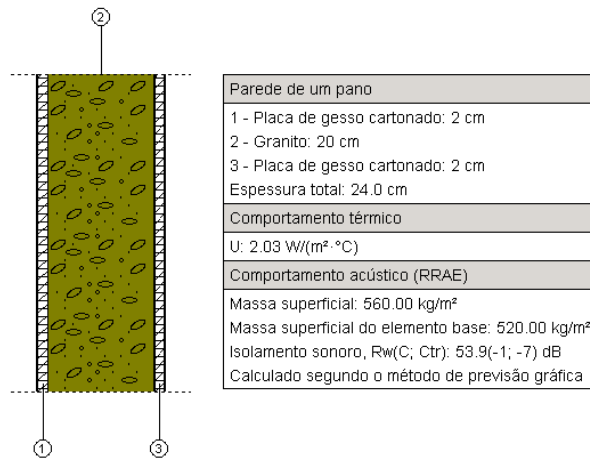 2
Parede de um pano
1 - Placa de gesso cartonado: 2 cm
2 - Granito: 20 cm
3 - Placa de gesso cartonado: 2 cm
Espessura total: 24.0 cm
Comportamento térmico
U: 2.03 W/(m²·°C)
Comportamento acústico (RRAE)
Massa superficial: 560.00 kg/m²
Massa superficial do elemento base: 520.00 kg/m²
Isolamento sonoro, Rw(C; Ctr): 53.9(-1; -7) dB
Calculado segundo o método de previsão gráfica
1 3